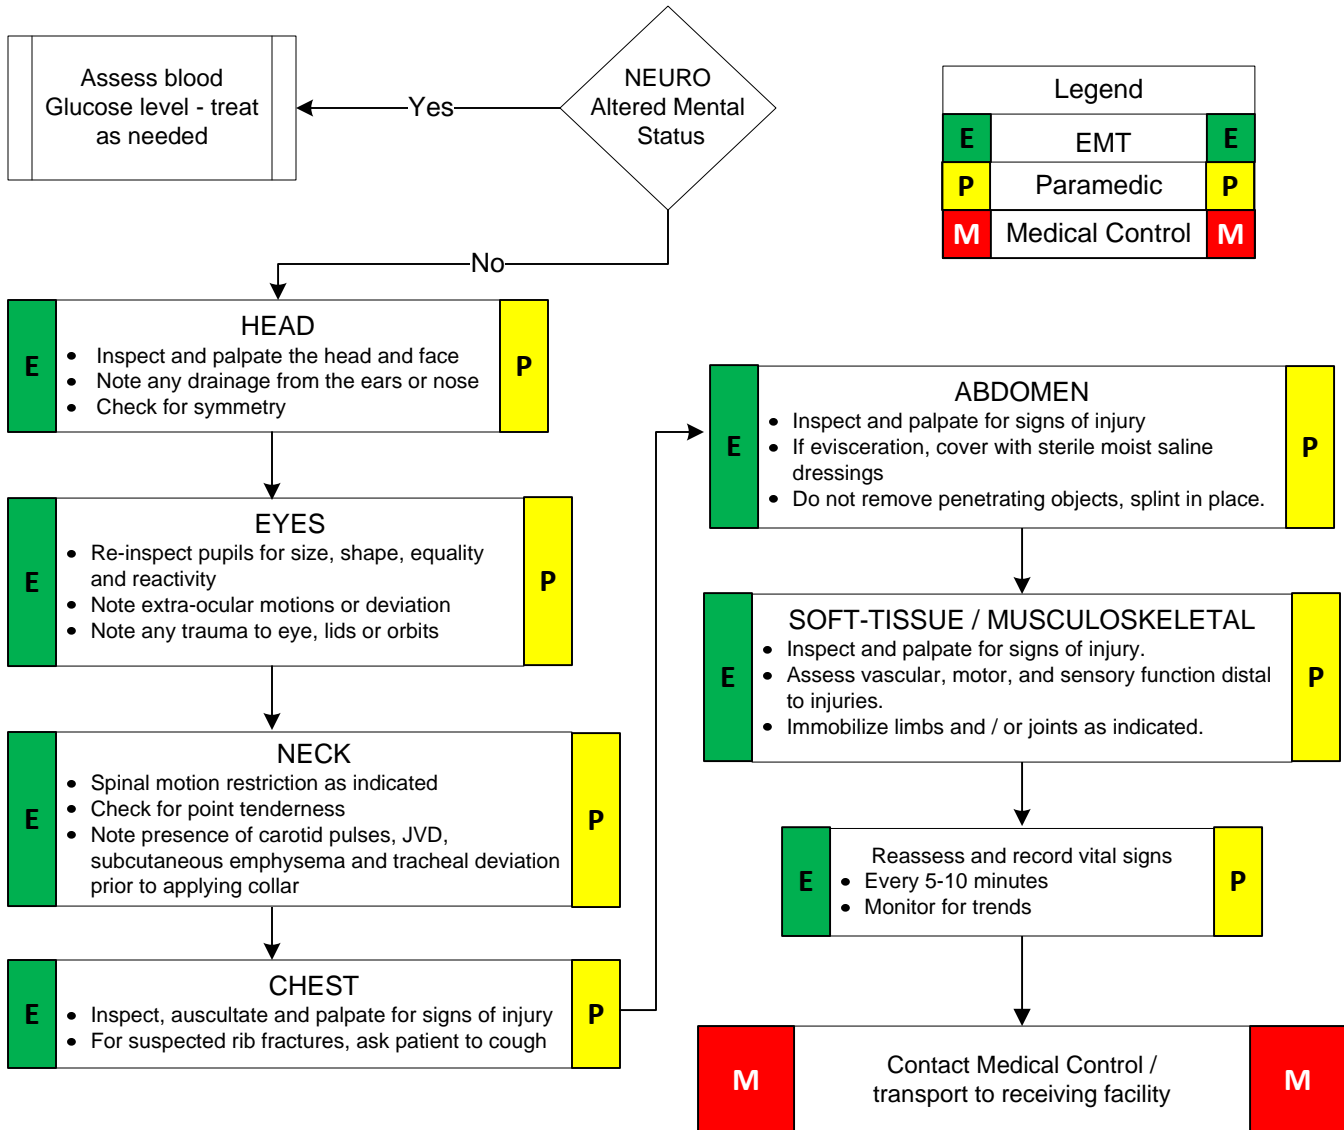 Assess blood
Glucose level - treat
as needed
Yes
NEURO
Altered Mental
Status
No
Legend
E EMT E
P Paramedic P
M Medical Control M
E
HEAD
• Inspect and palpate the head and face
• Note any drainage from the ears or nose
• Check for symmetry
P
E
EYES
• Re-inspect pupils for size, shape, equality
and reactivity
• Note extra-ocular motions or deviation
• Note any trauma to eye, lids or orbits
P
E
NECK
• Spinal motion restriction as indicated
• Check for point tenderness
• Note presence of carotid pulses, JVD,
subcutaneous emphysema and tracheal deviation
prior to applying collar
P
E
CHEST
• Inspect, auscultate and palpate for signs of injury
• For suspected rib fractures, ask patient to cough
P
E
ABDOMEN
• Inspect and palpate for signs of injury
• If evisceration, cover with sterile moist saline
dressings
• Do not remove penetrating objects, splint in place.
P
E
SOFT-TISSUE / MUSCULOSKELETAL
• Inspect and palpate for signs of injury.
• Assess vascular, motor, and sensory function distal
to injuries.
• Immobilize limbs and / or joints as indicated.
P
E
Reassess and record vital signs
• Every 5-10 minutes
• Monitor for trends
P
M
Contact Medical Control /
transport to receiving facility
M